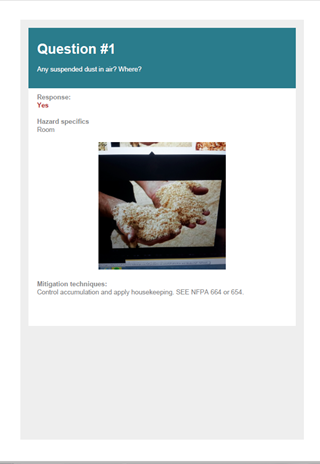 Question #1
Any suspended dust in air? Where?
Response:
Yes
Hazard specifics
Room
Mitigation techniques:
Control accumulation and apply housekeeping. SEE NFPA 664 or 654.